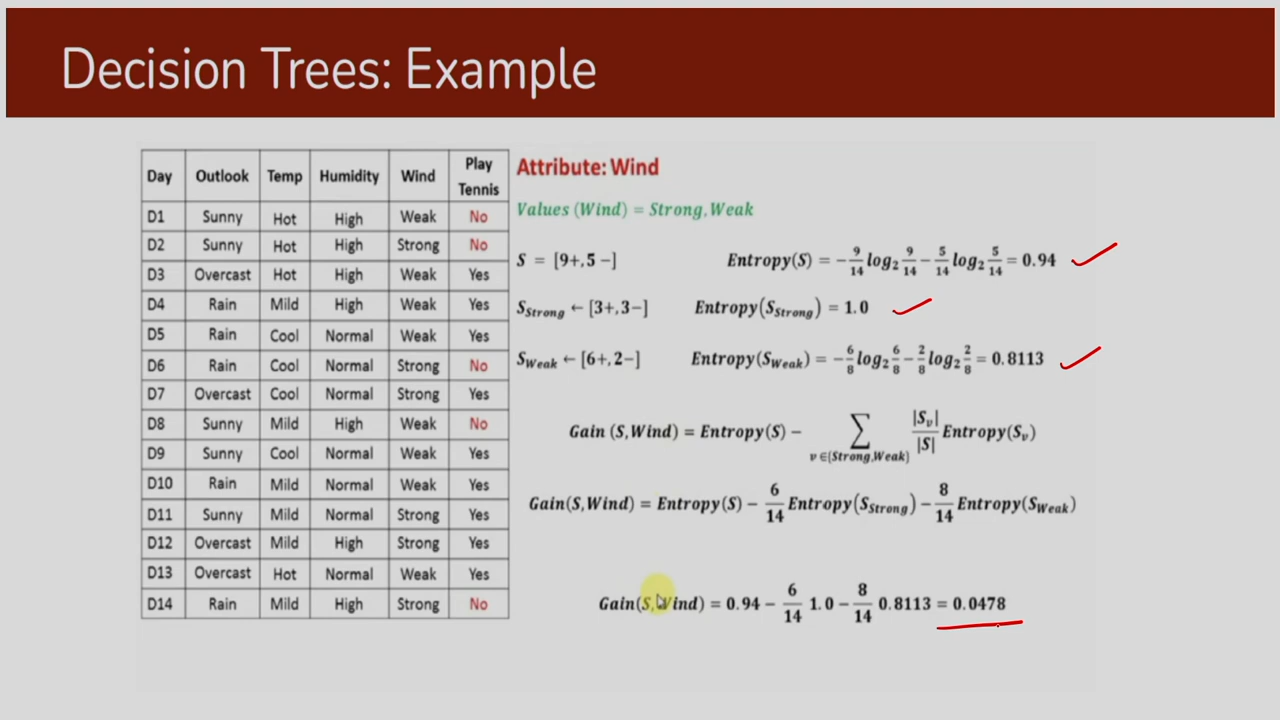 Decision Trees: Example
Day Outlook Temp Humidity Wind Play Tennis
D1 Sunny Hot High Weak No
D2 Sunny Hot High Strong No
D3 Overcast Hot High Weak Yes
D4 Rain Mild High Weak Yes
D5 Rain Cool Normal Weak Yes
D6 Rain Cool Normal Strong No
D7 Overcast Cool Normal Strong Yes
D8 Sunny Mild High Weak No
D9 Sunny Cool Normal Weak Yes
D10 Rain Mild Normal Weak Yes
D11 Sunny Mild Normal Strong Yes
D12 Overcast Mild High Strong Yes
D13 Overcast Hot Normal Weak Yes
D14 Rain Mild High Strong No
Attribute: Wind
Values (Wind) = Strong, Weak
S = [9+, 5 −] Entropy(S) = −9/14 log₂ 9/14 − 5/14 log₂ 5/14 = 0.94
S_Strong ← [3+, 3−] Entropy(S_Strong) = 1.0
S_Weak ← [6+, 2−] Entropy(S_Weak) = −6/8 log₂ 6/8 − 2/8 log₂ 2/8 = 0.8113
Gain (S, Wind) = Entropy(S) − ∑ v∈{Strong,Weak} |S_v|/|S| Entropy(S_v)
Gain(S, Wind) = Entropy(S) − 6/14 Entropy(S_Strong) − 8/14 Entropy(S_Weak)
Gain(S, Wind) = 0.94 − 6/14 1.0 − 8/14 0.8113 = 0.0478